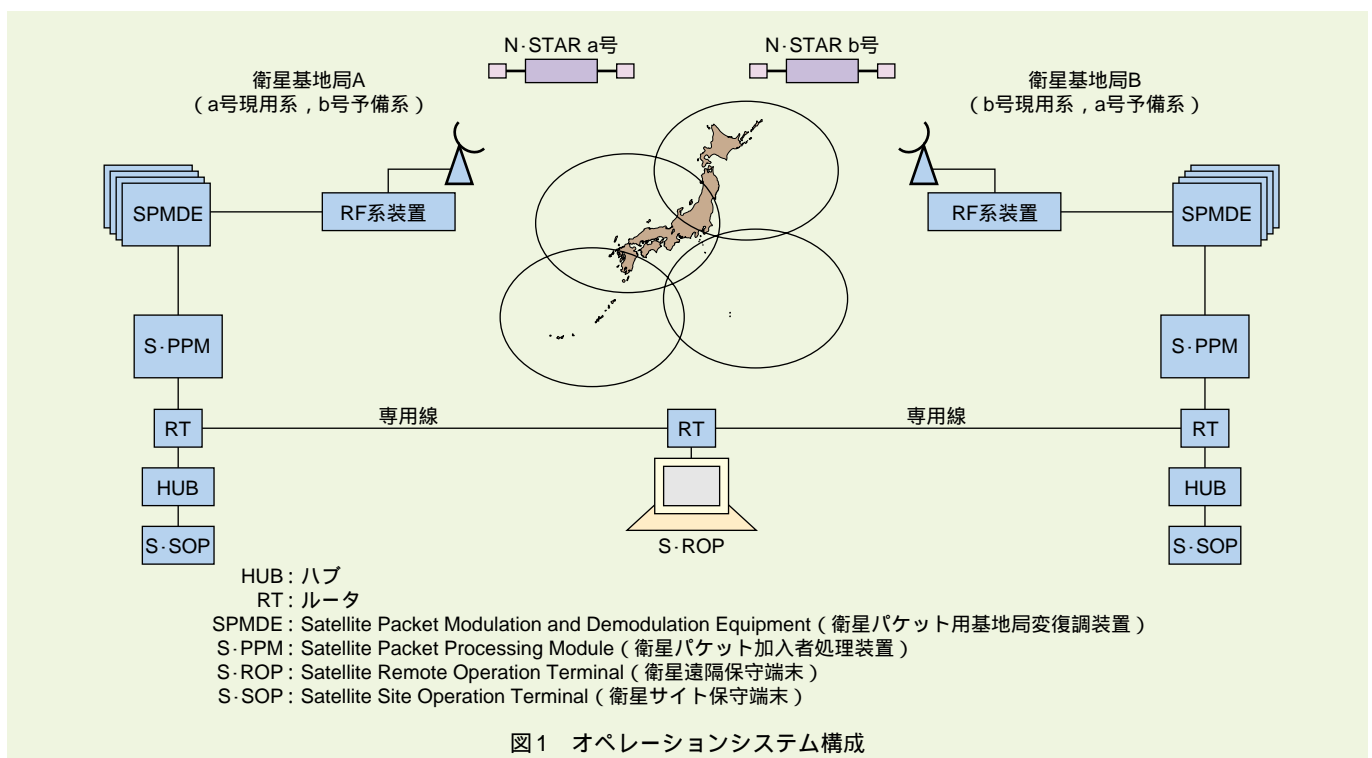 N·STAR a号
N·STAR b号
衛星基地局A
（a号現用系，b号予備系）
衛星基地局B
（b号現用系，a号予備系）
SPMDE
RF系装置
RF系装置
SPMDE
S·PPM
S·PPM
RT
専用線
RT
専用線
RT
HUB
HUB
S·SOP
S·ROP
S·SOP
HUB : ハブ
RT : ルータ
SPMDE : Satellite Packet Modulation and Demodulation Equipment（衛星パケット用基地局変復調装置）
S·PPM : Satellite Packet Processing Module（衛星パケット加入者処理装置）
S·ROP : Satellite Remote Operation Terminal（衛星遠隔保守端末）
S·SOP : Satellite Site Operation Terminal（衛星サイト保守端末）
図1　オペレーションシステム構成